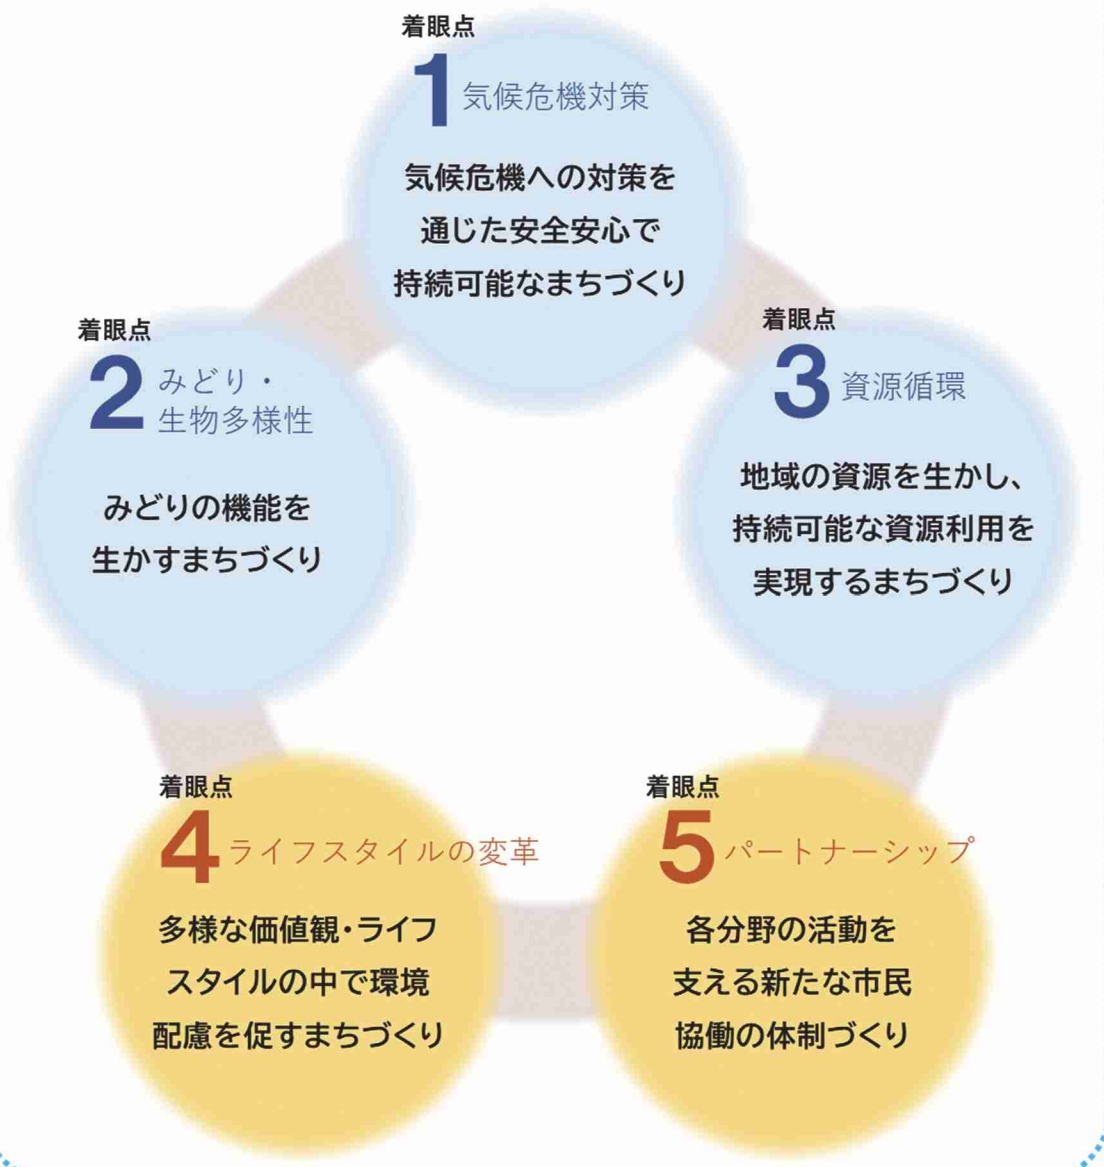 着眼点
1 気候危機対策
気候危機への対策を
通じた安全安心で
持続可能なまちづくり
着眼点
2 みどり・
生物多様性
みどりの機能を
生かすまちづくり
着眼点
3 資源循環
地域の資源を生かし、
持続可能な資源利用を
実現するまちづくり
着眼点
4 ライフスタイルの変革
多様な価値観・ライフ
スタイルの中で環境
配慮を促すまちづくり
着眼点
5 パートナーシップ
各分野の活動を
支える新たな市民
協働の体制づくり